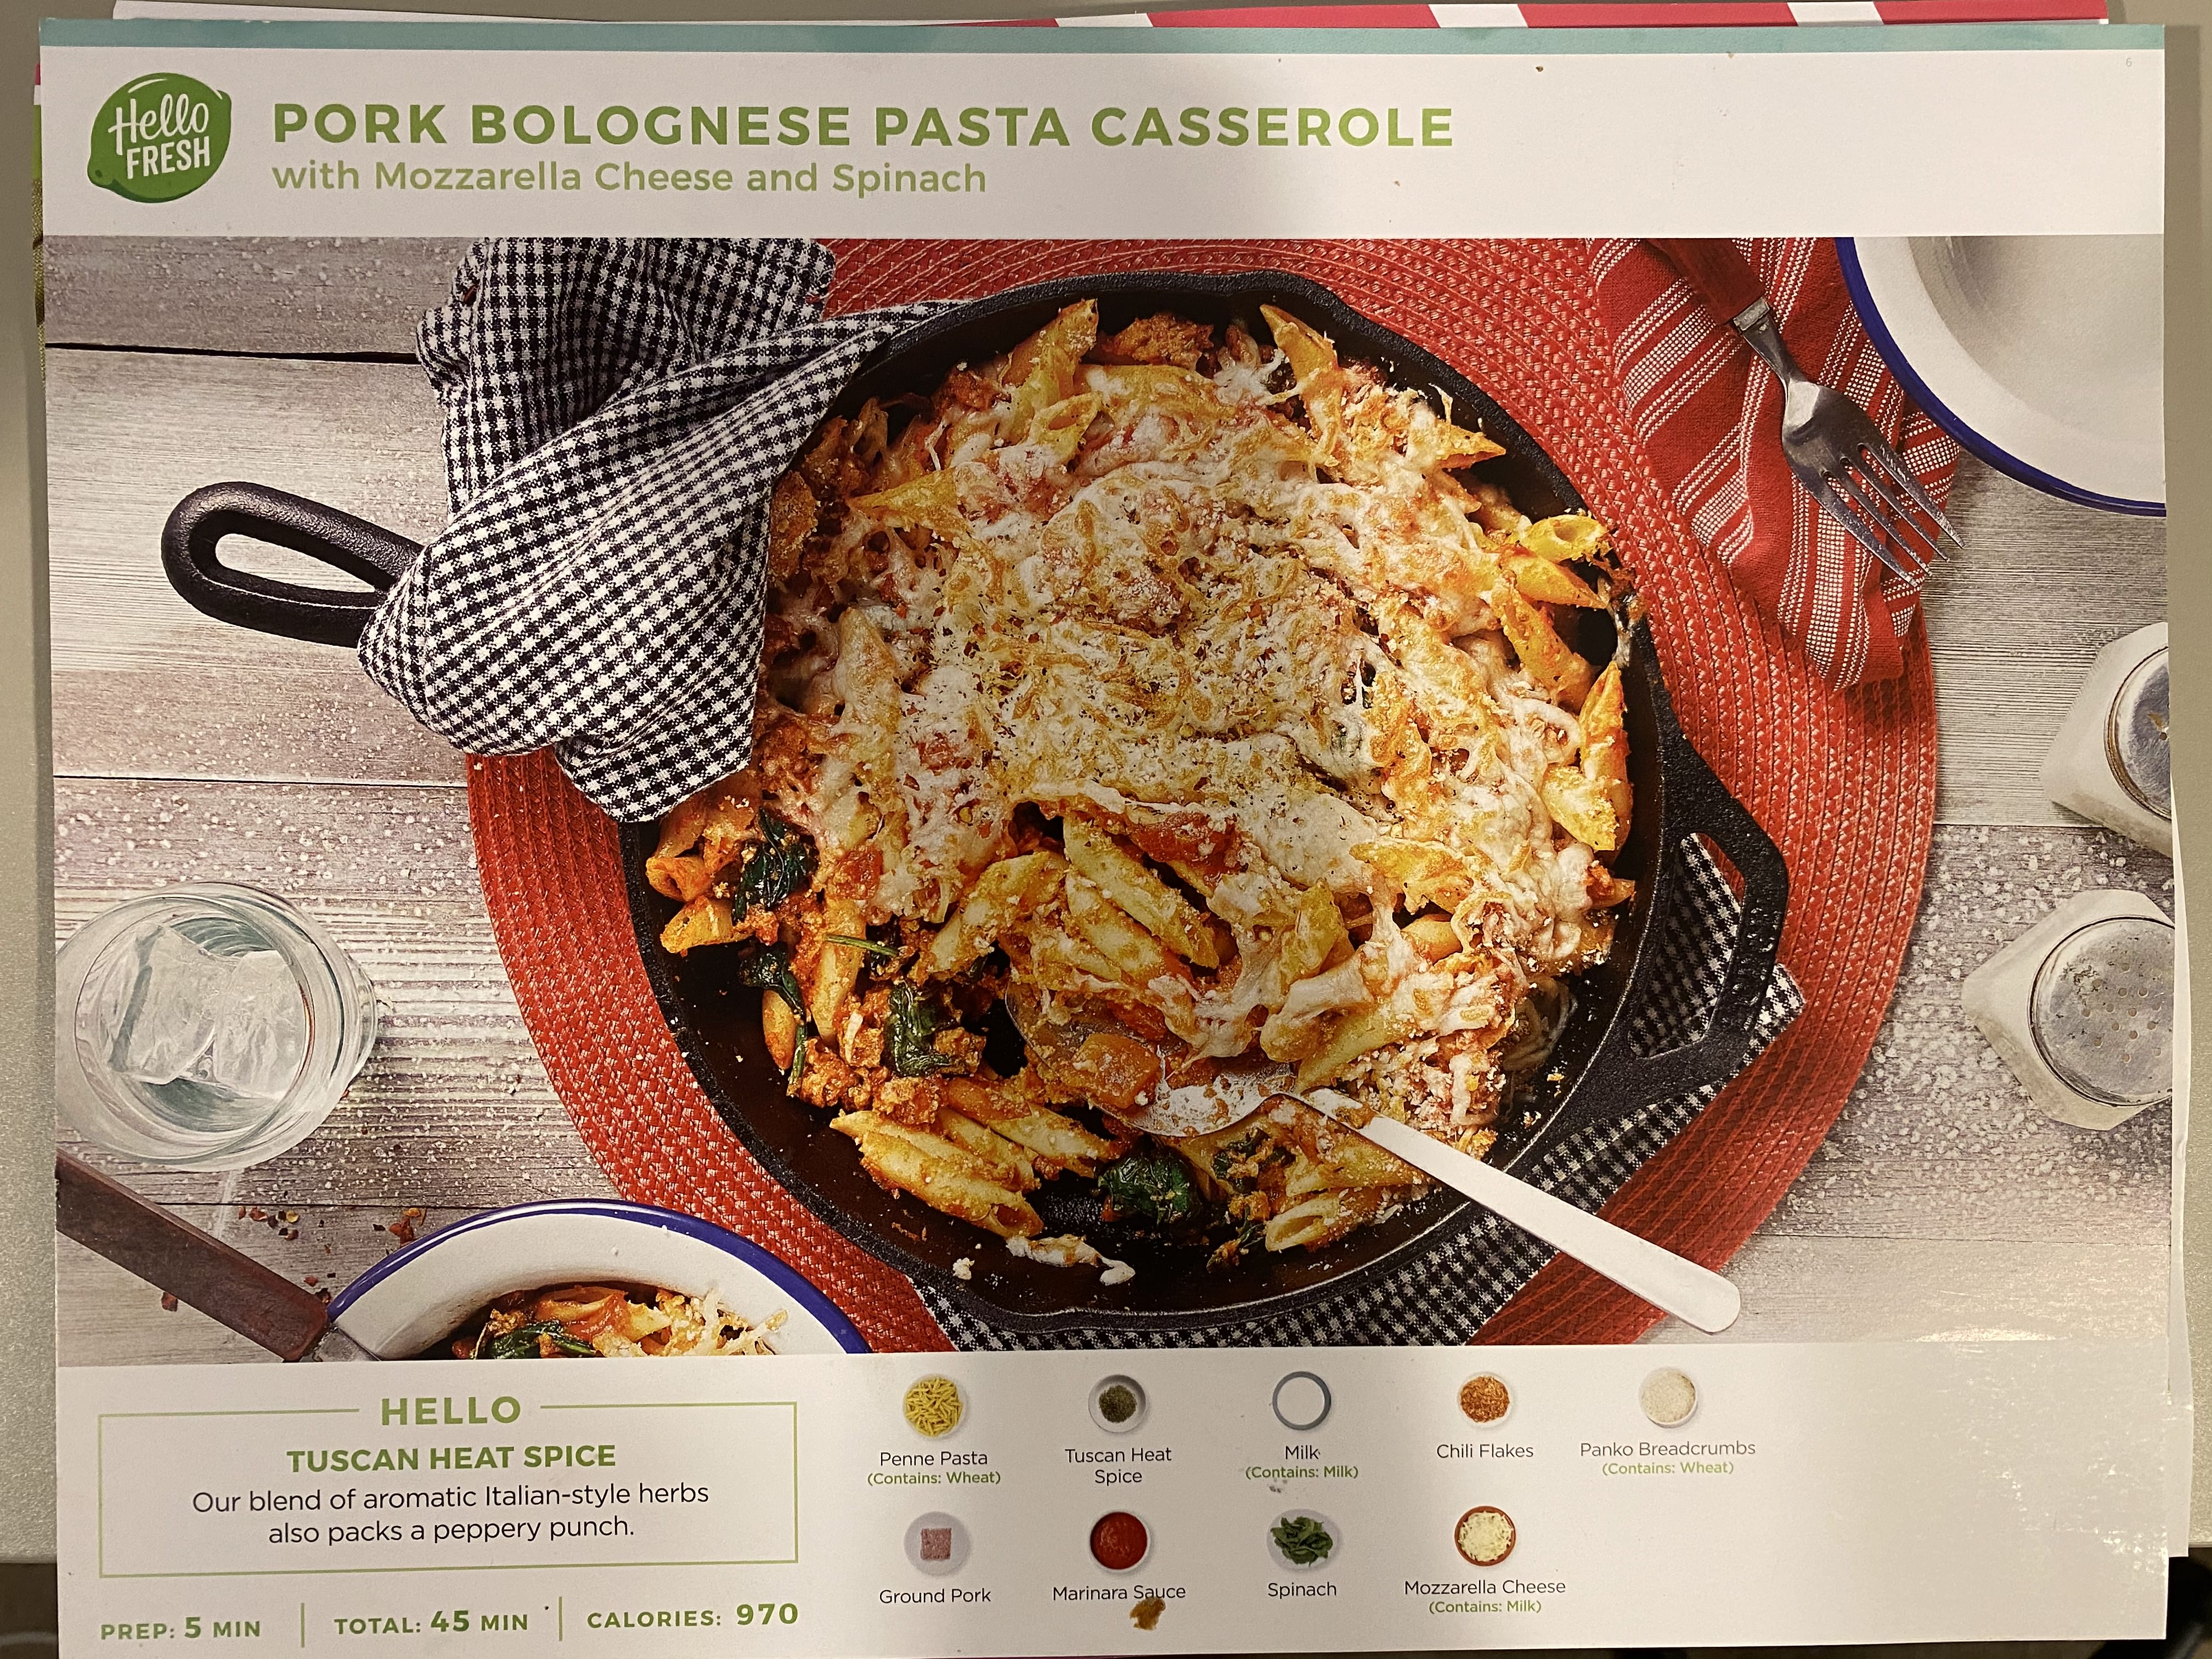 6
Hello
FRESH
PORK BOLOGNESE PASTA CASSEROLE
with Mozzarella Cheese and Spinach
HELLO
TUSCAN HEAT SPICE
Our blend of aromatic Italian-style herbs
also packs a peppery punch.
PREP: 5 MIN
TOTAL: 45 MIN
CALORIES: 970
Penne Pasta
(Contains: Wheat)
Tuscan Heat
Spice
Milk
(Contains: Milk)
Chili Flakes
Panko Breadcrumbs
(Contains: Wheat)
Ground Pork
Marinara Sauce
Spinach
Mozzarella Cheese
(Contains: Milk)